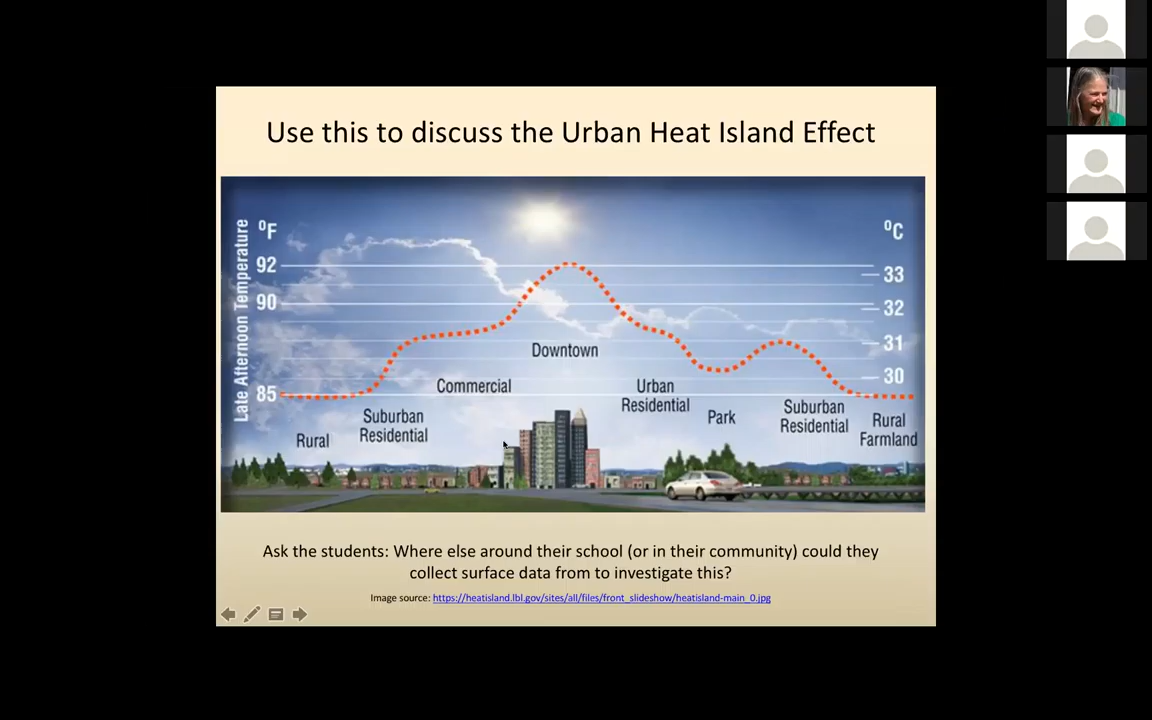 Use this to discuss the Urban Heat Island Effect
Late Afternoon Temperature
⁰F
92
90
85
⁰C
33
32
31
30
Rural
Suburban
Residential
Commercial
Downtown
Urban
Residential
Park
Suburban
Residential
Rural
Farmland
Ask the students: Where else around their school (or in their community) could they
collect surface data from to investigate this?
Image source: https://heatisland.lbl.gov/sites/all/files/front_slideshow/heatisland-main_0.jpg